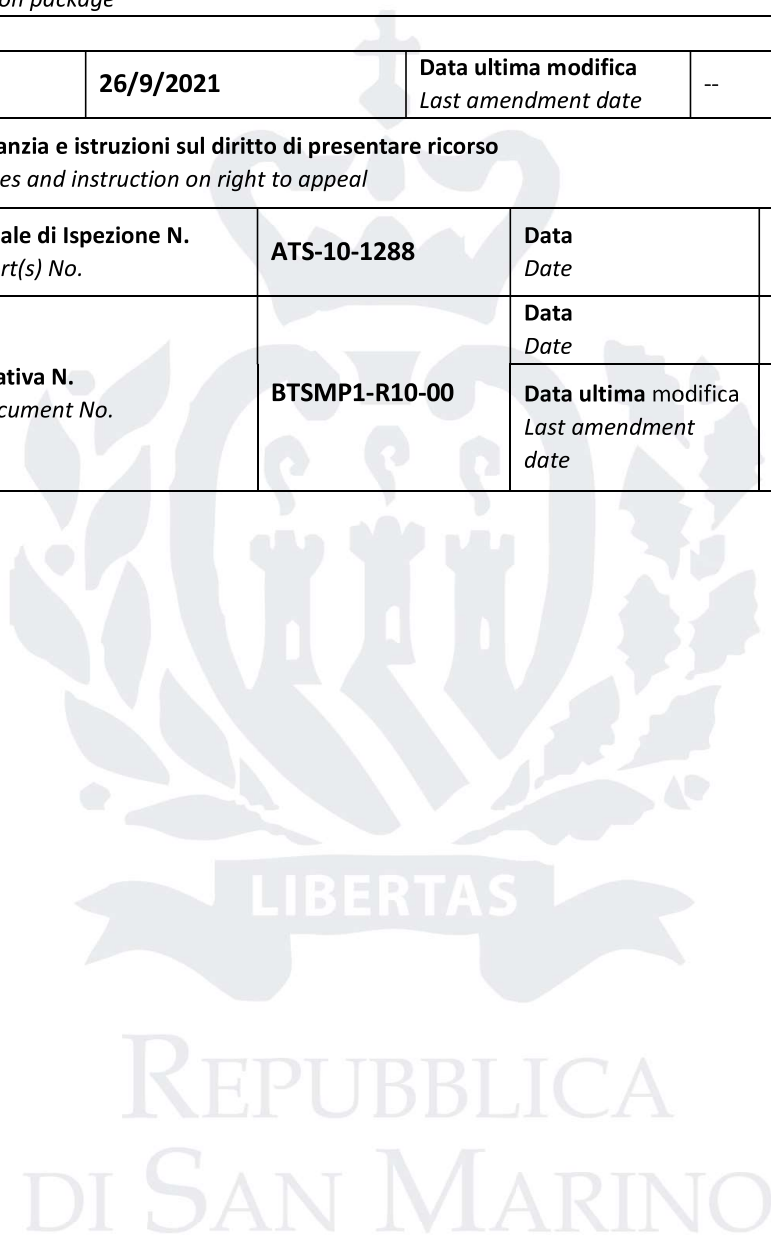 on package
26/9/2021
Data ultima modifica
Last amendment date
--
anzia e istruzioni sul diritto di presentare ricorso
es and instruction on right to appeal
ale di Ispezione N.
rt(s) No.
ATS-10-1288
Data
Date
ativa N.
cument No.
BTSMP1-R10-00
Data
Date
Data ultima modifica
Last amendment
date
LIBERTAS
REPUBBLICA
DI SAN MARINO